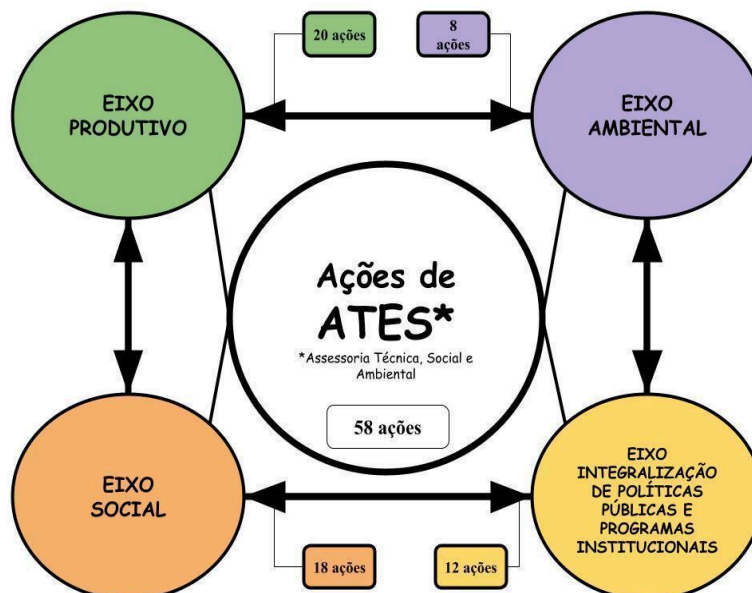 20 ações
8
ações
EIXO
PRODUTIVO
EIXO
AMBIENTAL
Ações de
ATES*
*Assessoria Técnica, Social e
Ambiental
58 ações
EIXO
SOCIAL
EIXO
INTEGRALIZAÇÃO
DE POLÍTICAS
PÚBLICAS E
PROGRAMAS
INSTITUCIONAIS
18 ações
12 ações